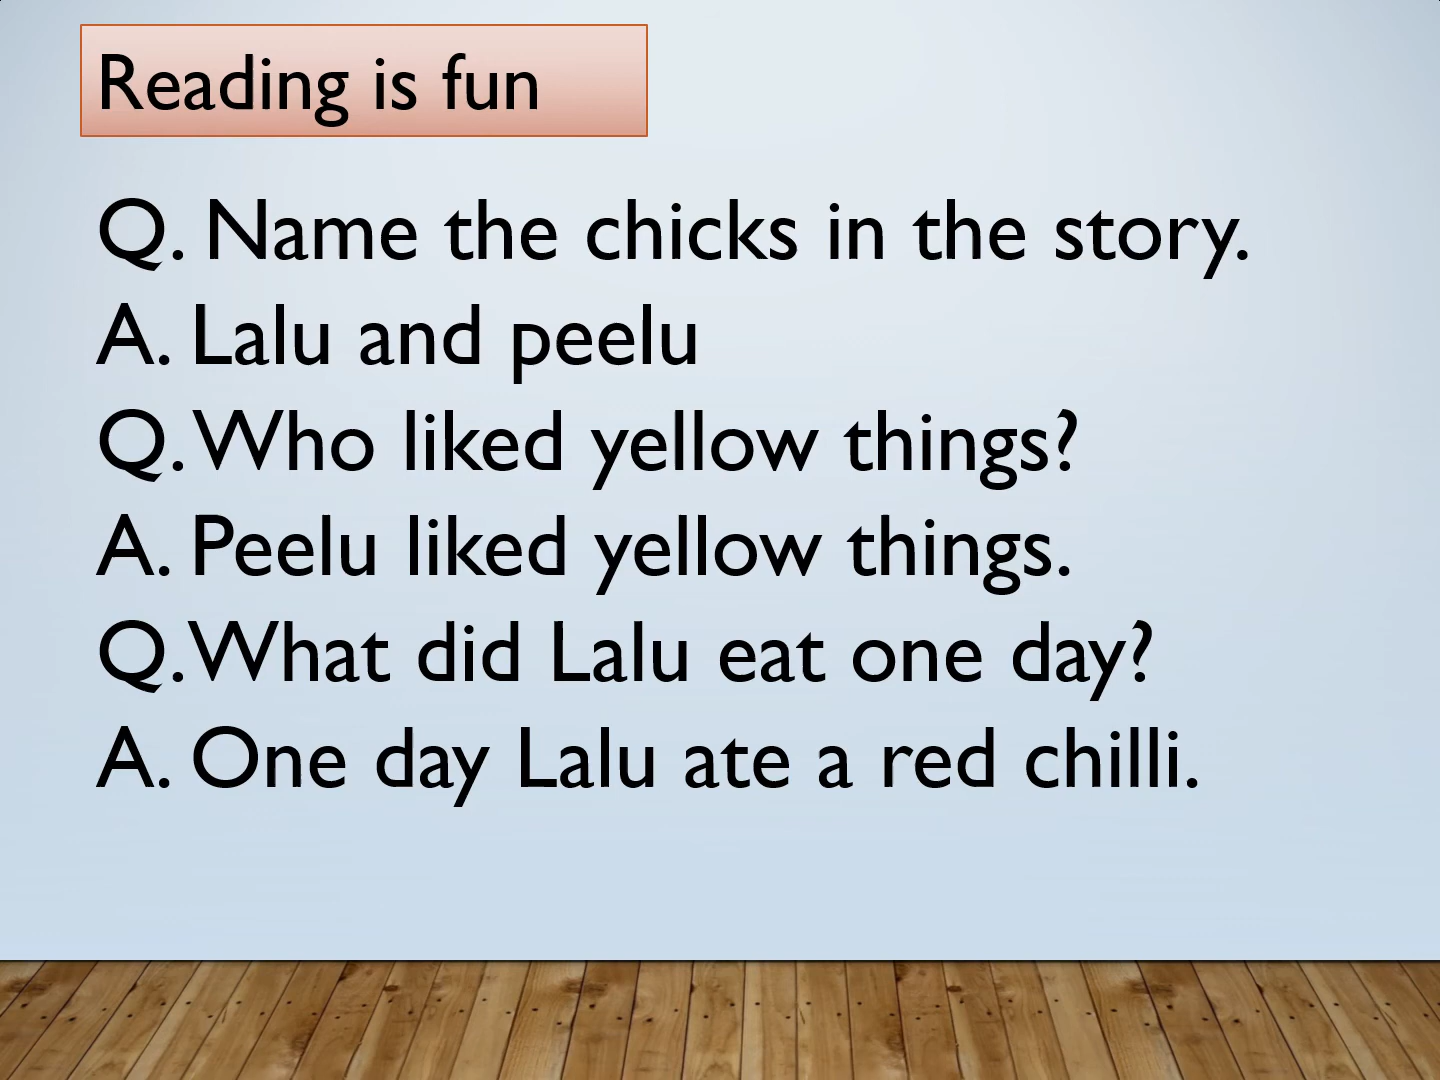 Reading is fun
Q. Name the chicks in the story.
A. Lalu and peelu
Q. Who liked yellow things?
A. Peelu liked yellow things.
Q. What did Lalu eat one day?
A. One day Lalu ate a red chilli.